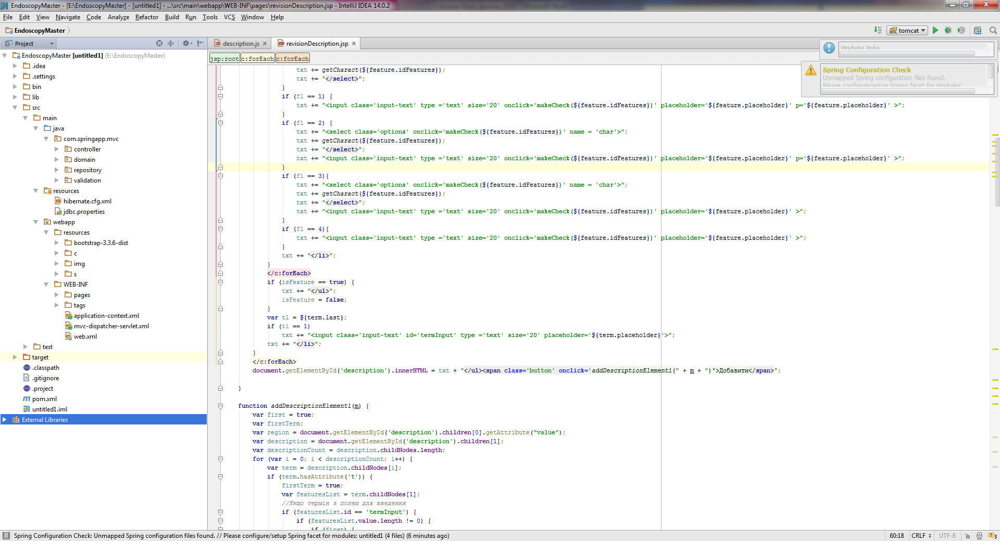 EndoscopyMaster - [E:\EndoscopyMaster] - [untitled1] - ...\src\main\webapp\WEB-INF\pages\revisionDescription.jsp - IntelliJ IDEA 14.0.2
File Edit View Navigate Code Analyze Refactor Build Run Tools VCS Window Help
EndoscopyMaster
tomcat
Project
description.js
revisionDescription.jsp
EndoscopyMaster [untitled1] (E:\EndoscopyMaster)
.idea
.settings
bin
lib
src
main
java
com.springapp.mvc
controller
domain
repository
validation
resources
hibernate.cfg.xml
jdbc.properties
webapp
resources
bootstrap-3.3.6-dist
c
img
s
WEB-INF
pages
tags
application-context.xml
mvc-dispatcher-servlet.xml
web.xml
test
target
.classpath
.gitignore
.project
pom.xml
untitled1.iml
External Libraries
jsp:root c:forEach c:forEach
Update Info
Spring Configuration Check
Unmapped Spring configuration files found.
Please configure/setup Spring facet for modules:
txt += getCharact(${feature.idFeatures});
txt += "</select>";
}
if (fl == 1) {
txt += "<input class='input-text' type ='text' size='20' onclick='makeCheck(${feature.idFeatures})' placeholder='${feature.placeholder}' p='${feature.placeholder}' >";
}
if (fl == 2) {
txt += "<select class='options' onclick='makeCheck(${feature.idFeatures})' name = 'char'>";
txt += getCharact(${feature.idFeatures});
txt += "</select>";
txt += "<input class='input-text' type ='text' size='20' onclick='makeCheck(${feature.idFeatures})' placeholder='${feature.placeholder}' p='${feature.placeholder}' >";
}
if (fl == 3){
txt += "<select class='options' onclick='makeCheck(${feature.idFeatures})' name = 'char'>";
txt += getCharact(${feature.idFeatures});
txt += "</select>";
txt += "<input class='input-text' type ='text' size='20' onclick='makeCheck(${feature.idFeatures})' placeholder='${feature.placeholder}' >";
}
if (fl == 4){
txt += "<input class='input-text' type ='text' size='20' onclick='makeCheck(${feature.idFeatures})' placeholder='${feature.placeholder}' >";
}
txt += "</li>";
}
</c:forEach>
if (isFeature == true) {
txt += "</ul>";
isFeature = false;
}
var tl = ${term.last};
if (tl == 1)
txt += "<input class='input-text' id='termInput' type ='text' size='20' placeholder='${term.placeholder}'>";
txt += "</li>";
}
</c:forEach>
document.getElementById('description').innerHTML = txt + "</ul><span class='button' onclick='addDescriptionElement1(" + m + ")'>Добавити</span>";
}
function addDescriptionElement1(m) {
var first = true;
var firstTerm;
var region = document.getElementById('description').children[0].getAttribute("value");
var description = document.getElementById('description').children[1];
var descriptionCount = description.childNodes.length;
for (var i = 0; i < descriptionCount; i++) {
var term = description.childNodes[i];
if (term.hasAttribute('t')) {
firstTerm = true;
var featuresList = term.childNodes[1];
//Якщо термін з полем для введення
if (featuresList.id == 'termInput') {
if (featuresList.value.length != 0) {
if (first) {
Spring Configuration Check: Unmapped Spring configuration files found. // Please configure/setup Spring facet for modules: untitled1 (4 files) (6 minutes ago)
60:18 CRLF UTF-8 3